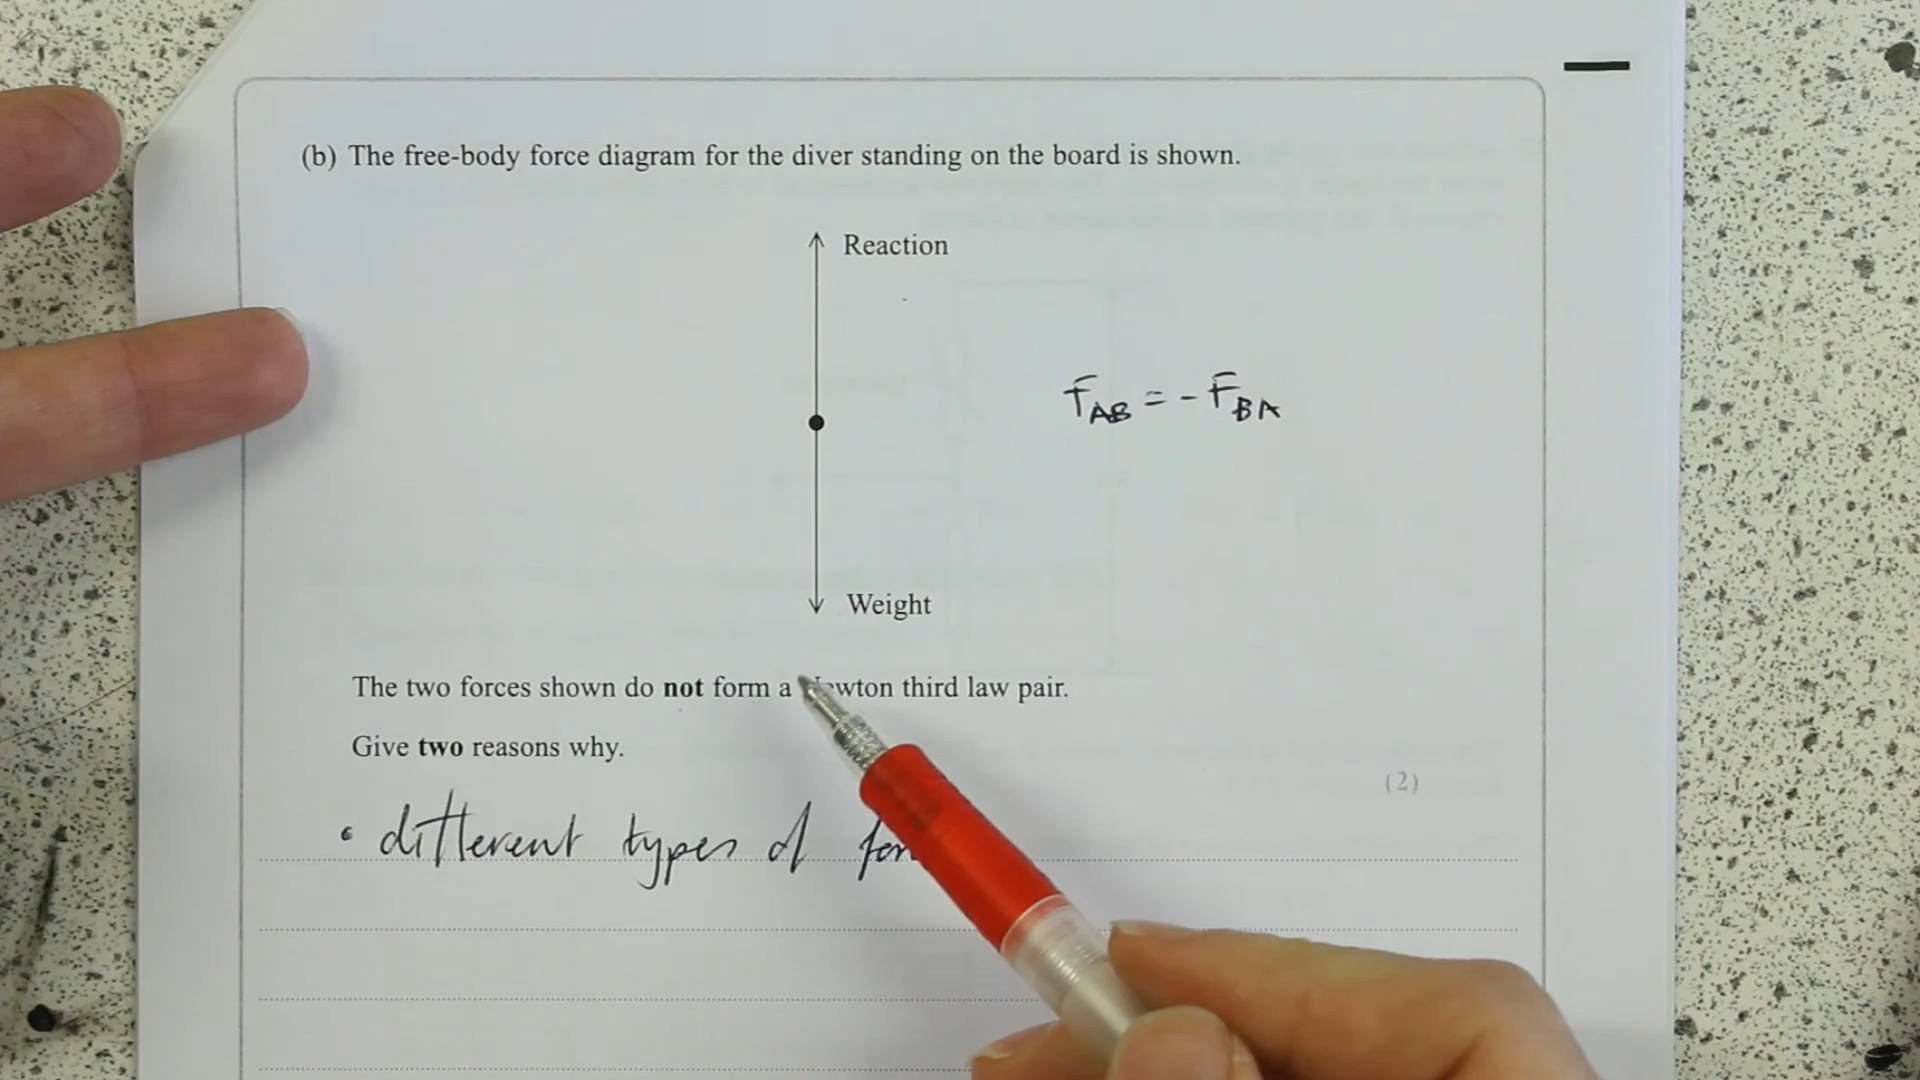 (b) The free-body force diagram for the diver standing on the board is shown.
Reaction
F_AB = -F_BA
Weight
The two forces shown do not form a Newton third law pair.
Give two reasons why.
(2)
• different types of